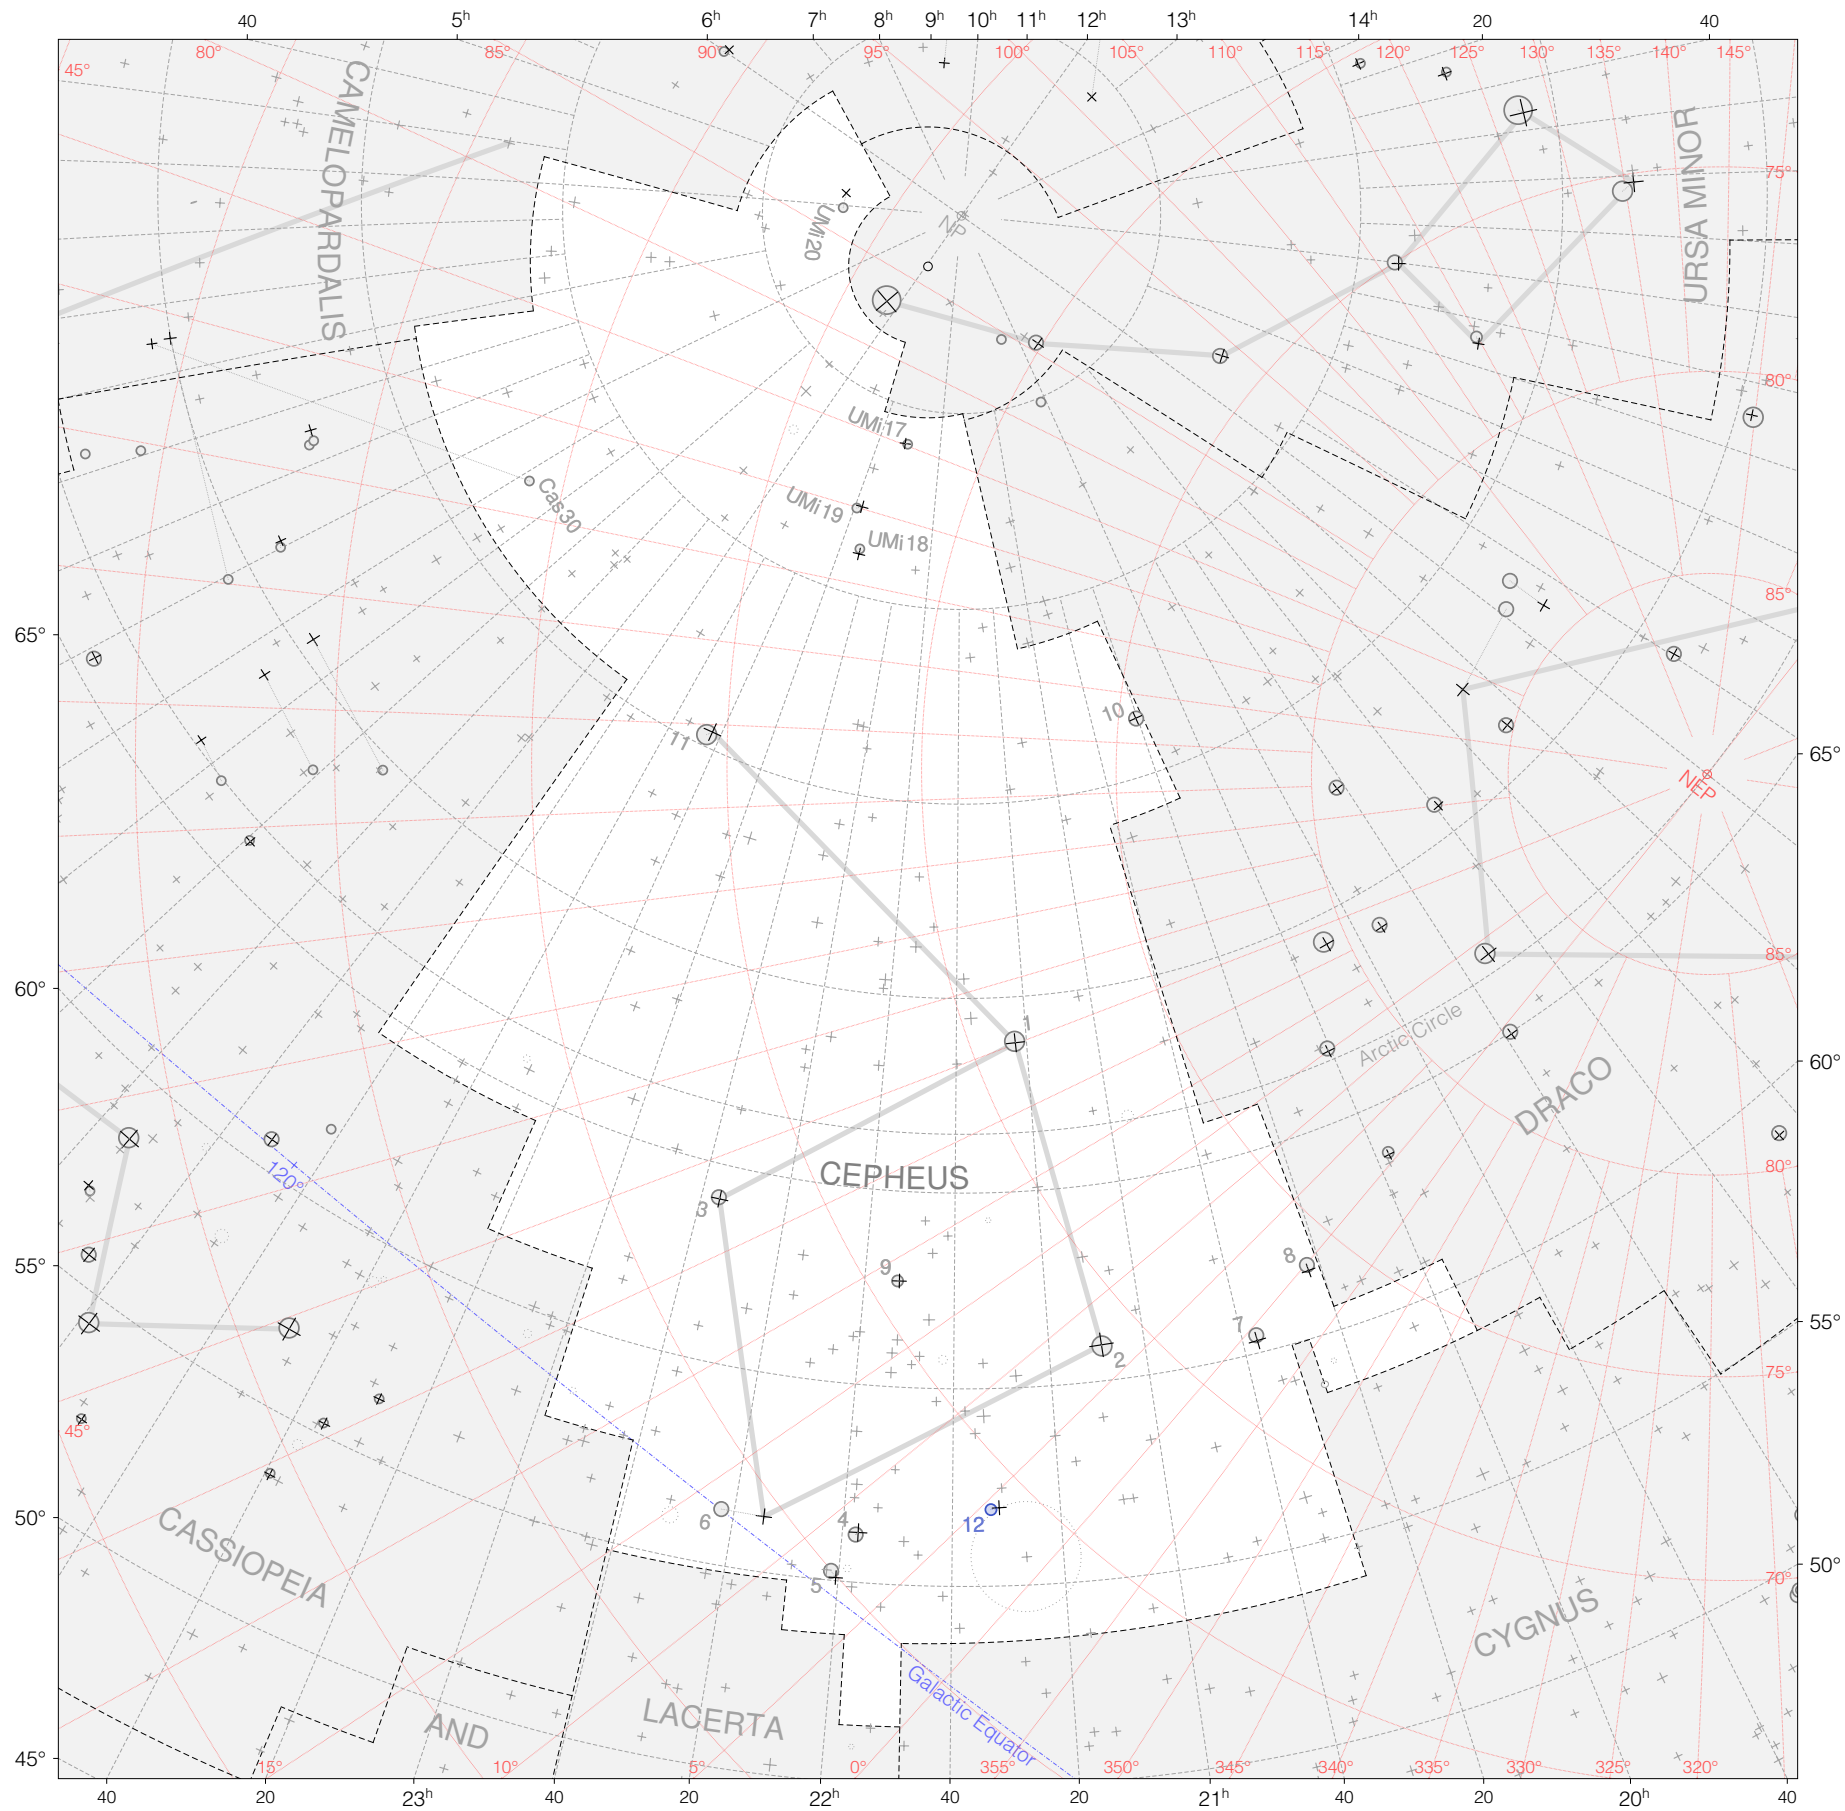 40 5h 6h 7h 8h 9h 10h 11h 12h 13h 14h 20 40
80° 85° 90° 95° 100° 105° 110° 115° 120° 125° 130° 135° 140° 145°
45°
CAMELOPARDALIS
URSA MINOR
75°
UMi20
NP
80°
UMi17
Cas30
UMi19
UMi18
85°
65°
11
10
65°
NEP
85°
60°
Arctic Circle
1
60°
DRACO
120°
CEPHEUS
80°
3
9
8
55°
7
55°
2
75°
45°
50°
6
4
12
CASSIOPEIA
50°
5
70°
CYGNUS
LACERTA
AND
Galactic Equator
45°
15° 10° 5° 0° 355° 350° 345° 340° 335° 330° 325° 320°
40 20 23h 40 20 22h 40 20 21h 40 20 20h 40